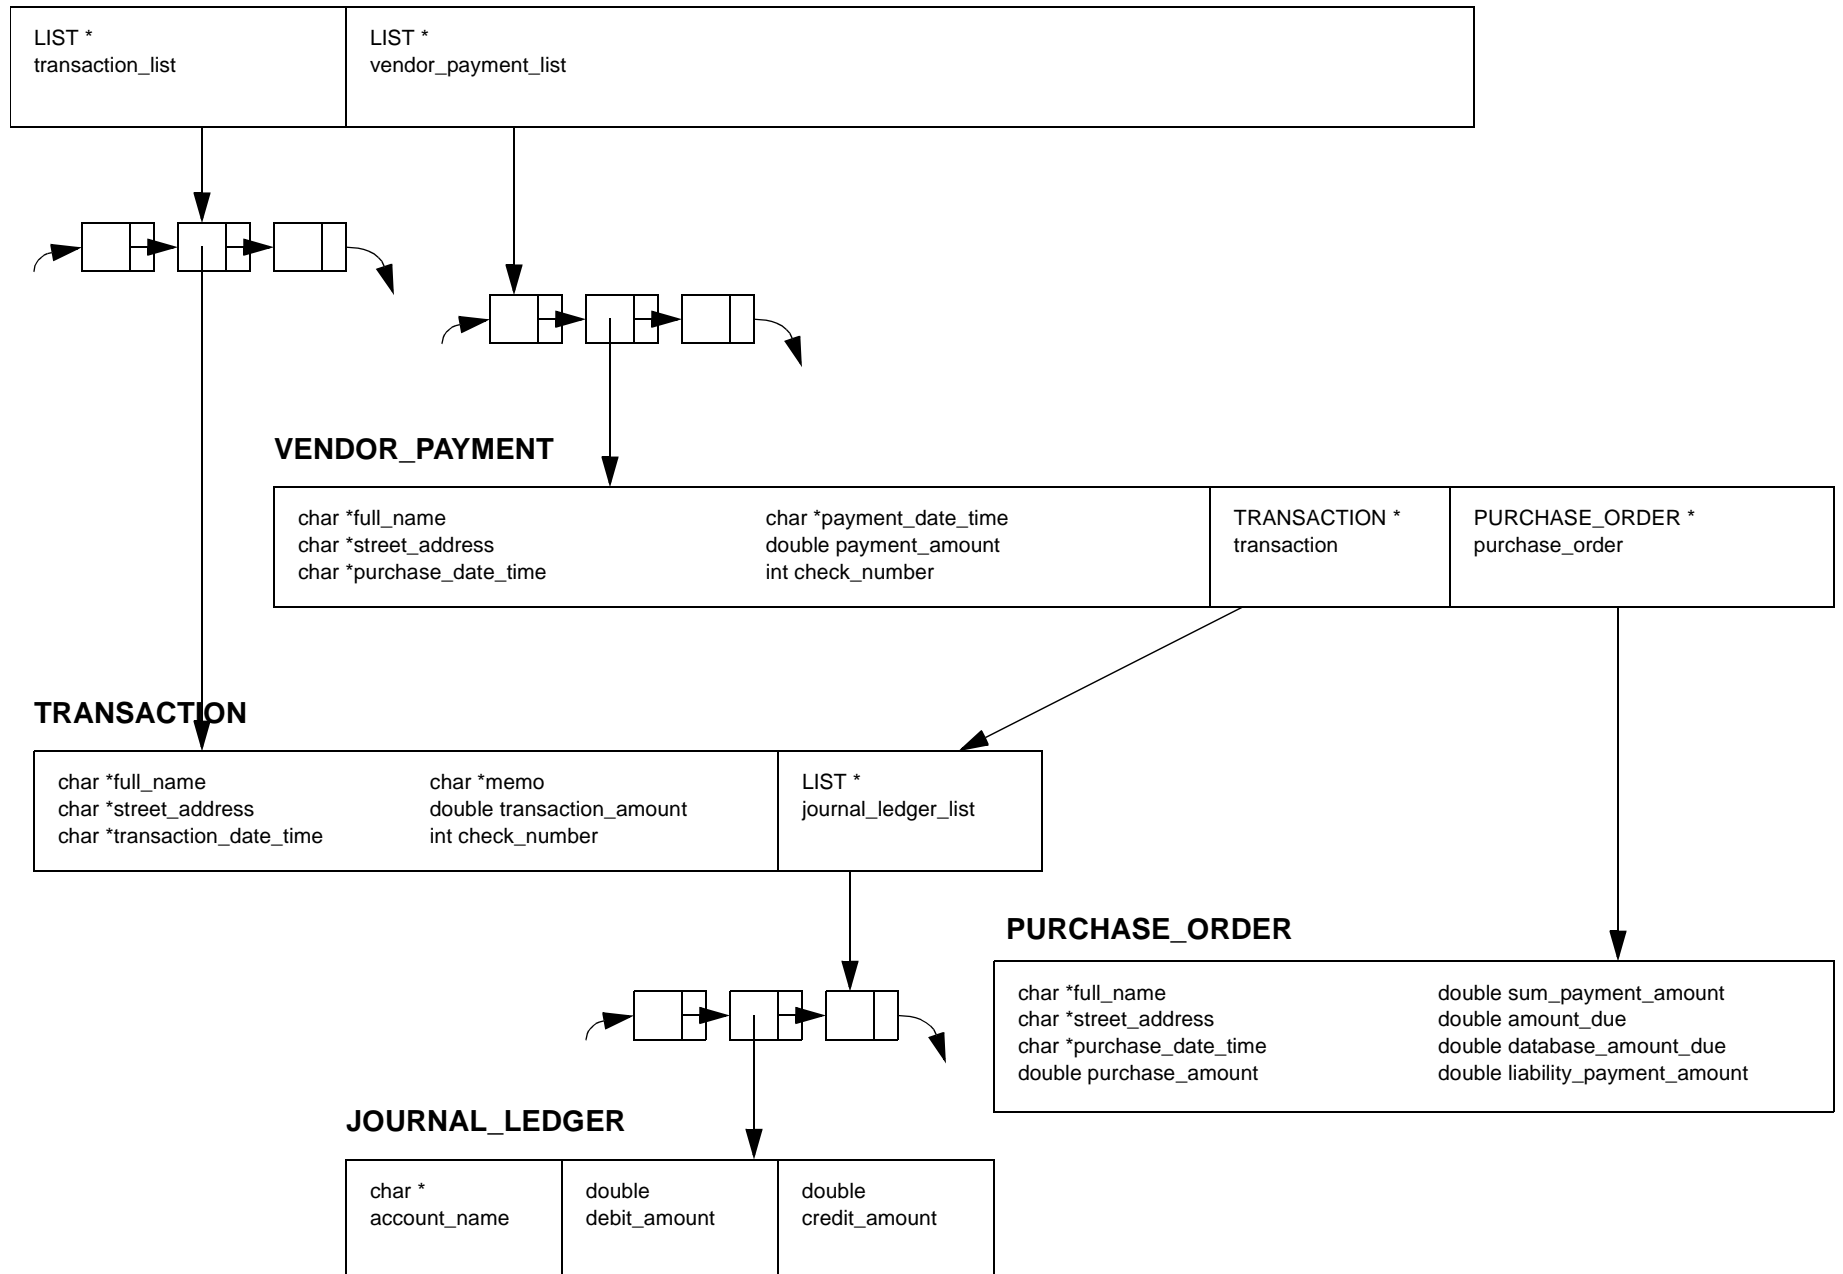 LIST *
transaction_list
LIST *
vendor_payment_list
VENDOR_PAYMENT
char *full_name
char *street_address
char *purchase_date_time
char *payment_date_time
double payment_amount
int check_number
TRANSACTION *
transaction
PURCHASE_ORDER *
purchase_order
TRANSACTION
char *full_name
char *street_address
char *transaction_date_time
char *memo
double transaction_amount
int check_number
LIST *
journal_ledger_list
PURCHASE_ORDER
char *full_name
char *street_address
char *purchase_date_time
double purchase_amount
double sum_payment_amount
double amount_due
double database_amount_due
double liability_payment_amount
JOURNAL_LEDGER
char *
account_name
double
debit_amount
double
credit_amount